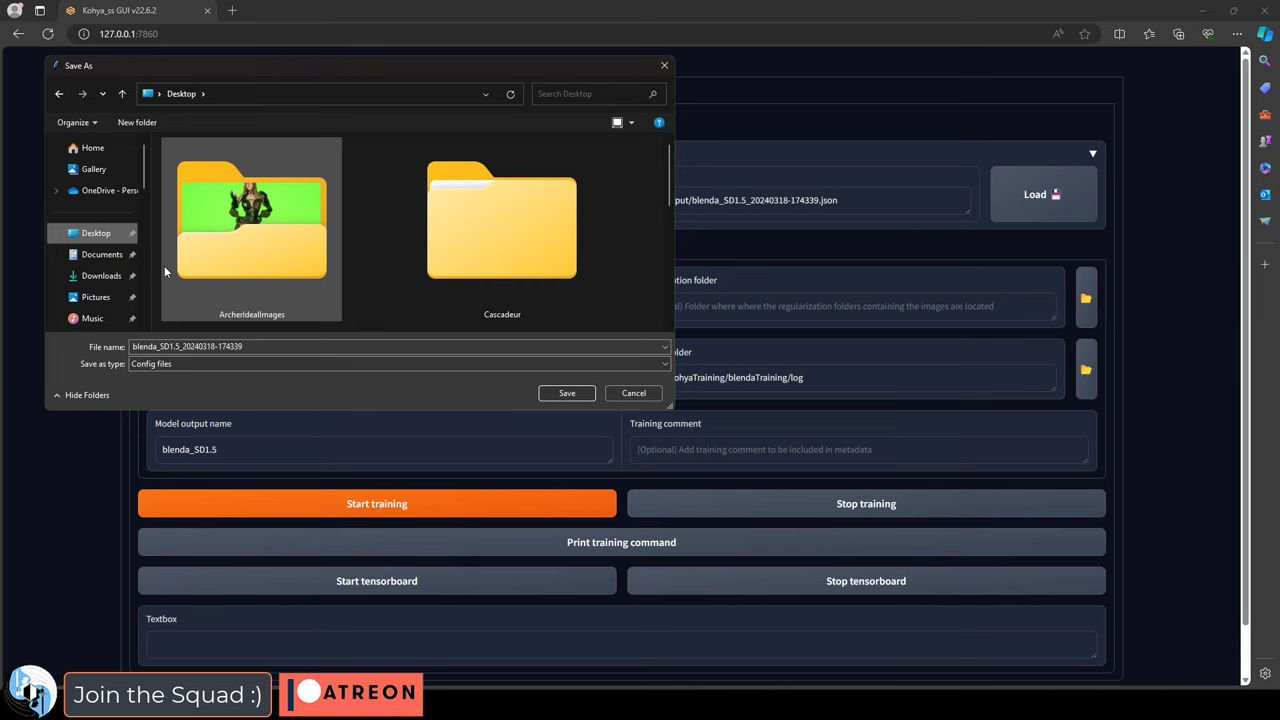 Kohya_ss GUI v22.6.2
127.0.0.1:7860
Save As
Desktop
Search Desktop
Organize
New folder
Home
Gallery
OneDrive - Pers
Desktop
Documents
Downloads
Pictures
Music
ArcherIdealImages
Cascadeur
File name:
blenda_SD1.5_20240318-174339
Save as type:
Config files
Hide Folders
Save
Cancel
put/blenda_SD1.5_20240318-174339.json
Load
ation folder
al) Folder where where the regularization folders containing the images are located
older
ohyaTraining/blendaTraining/log
Model output name
blenda_SD1.5
Training comment
(Optional) Add training comment to be included in metadata
Start training
Stop training
Print training command
Start tensorboard
Stop tensorboard
Textbox
Join the Squad :)
ATREON